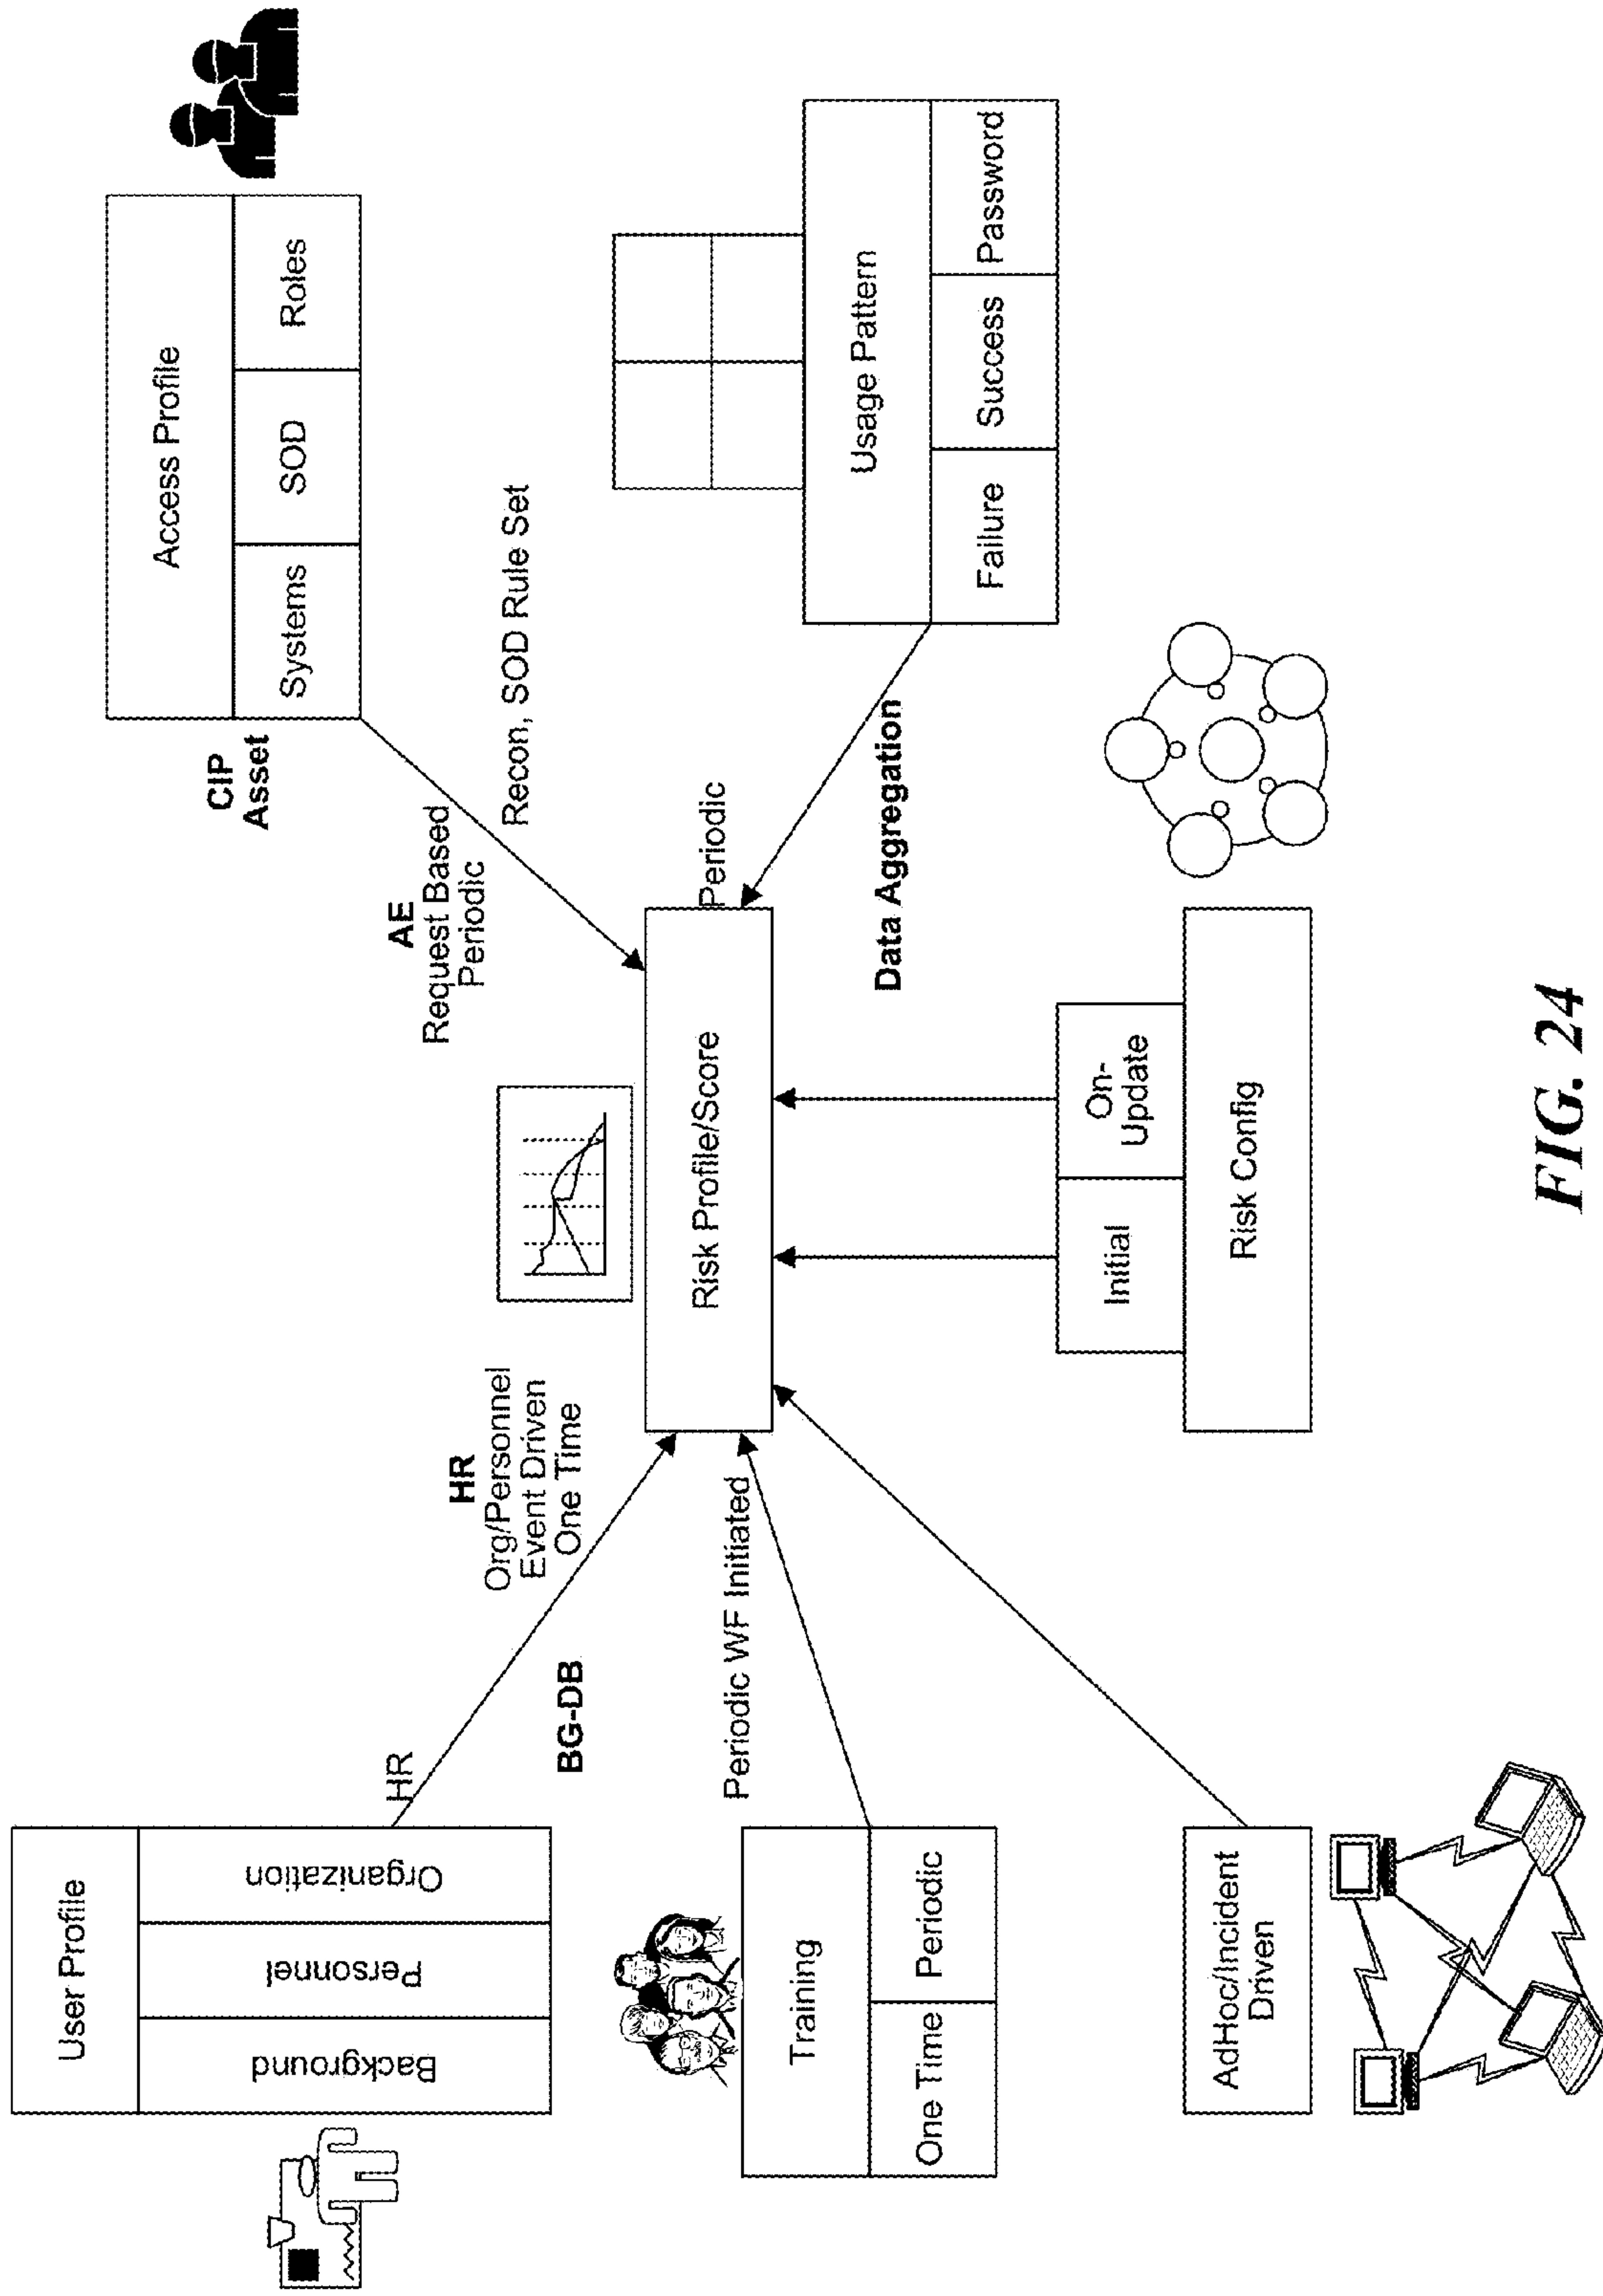 User Profile
Background
Personnel
Organization
HR
HR
Org/Personnel
Event Driven
One Time
BG-DB
AE
Request Based
Periodic
CIP
Asset
Access Profile
Systems
SOD
Roles
Recon, SOD Rule Set
Training
One Time
Periodic
Periodic WF Initiated
Risk Profile/Score
Periodic
Data Aggregation
Usage Pattern
Failure
Success
Password
AdHoc/Incident
Driven
Initial
On-
Update
Risk Config
FIG. 24